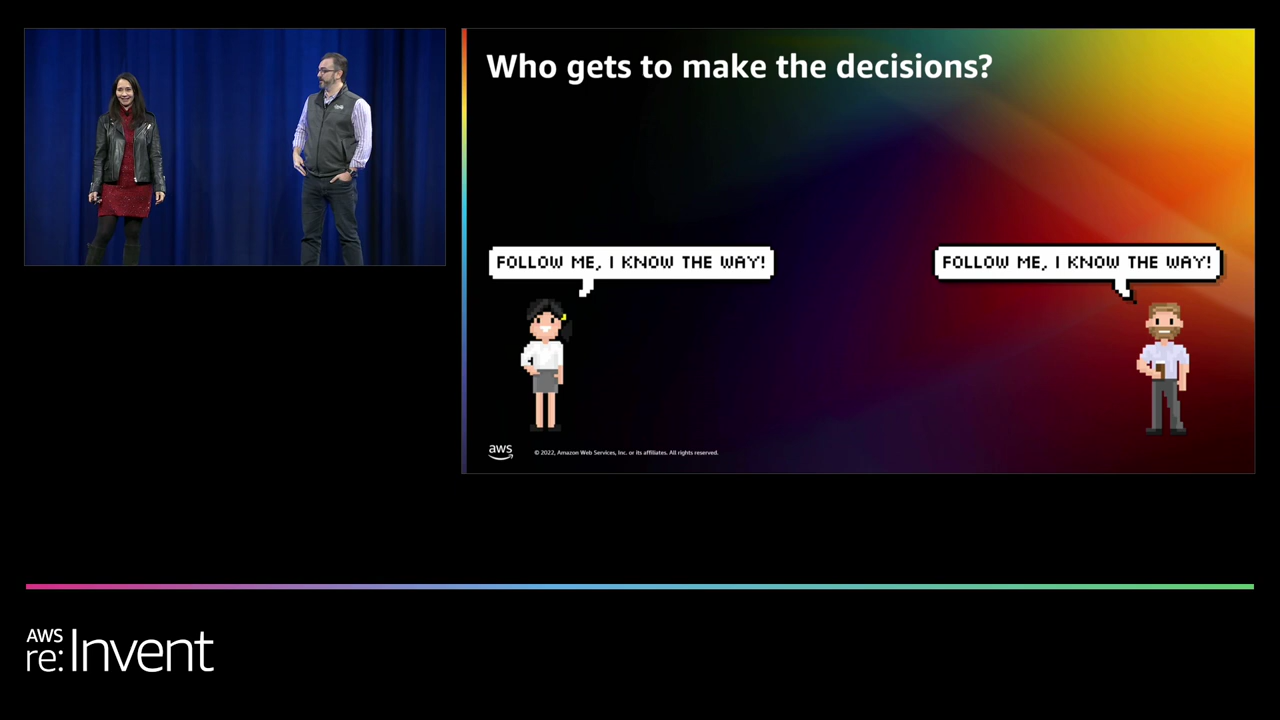 Who gets to make the decisions?
FOLLOW ME, I KNOW THE WAY!
FOLLOW ME, I KNOW THE WAY!
aws
© 2022, Amazon Web Services, Inc. or its affiliates. All rights reserved.
AWS
re:Invent